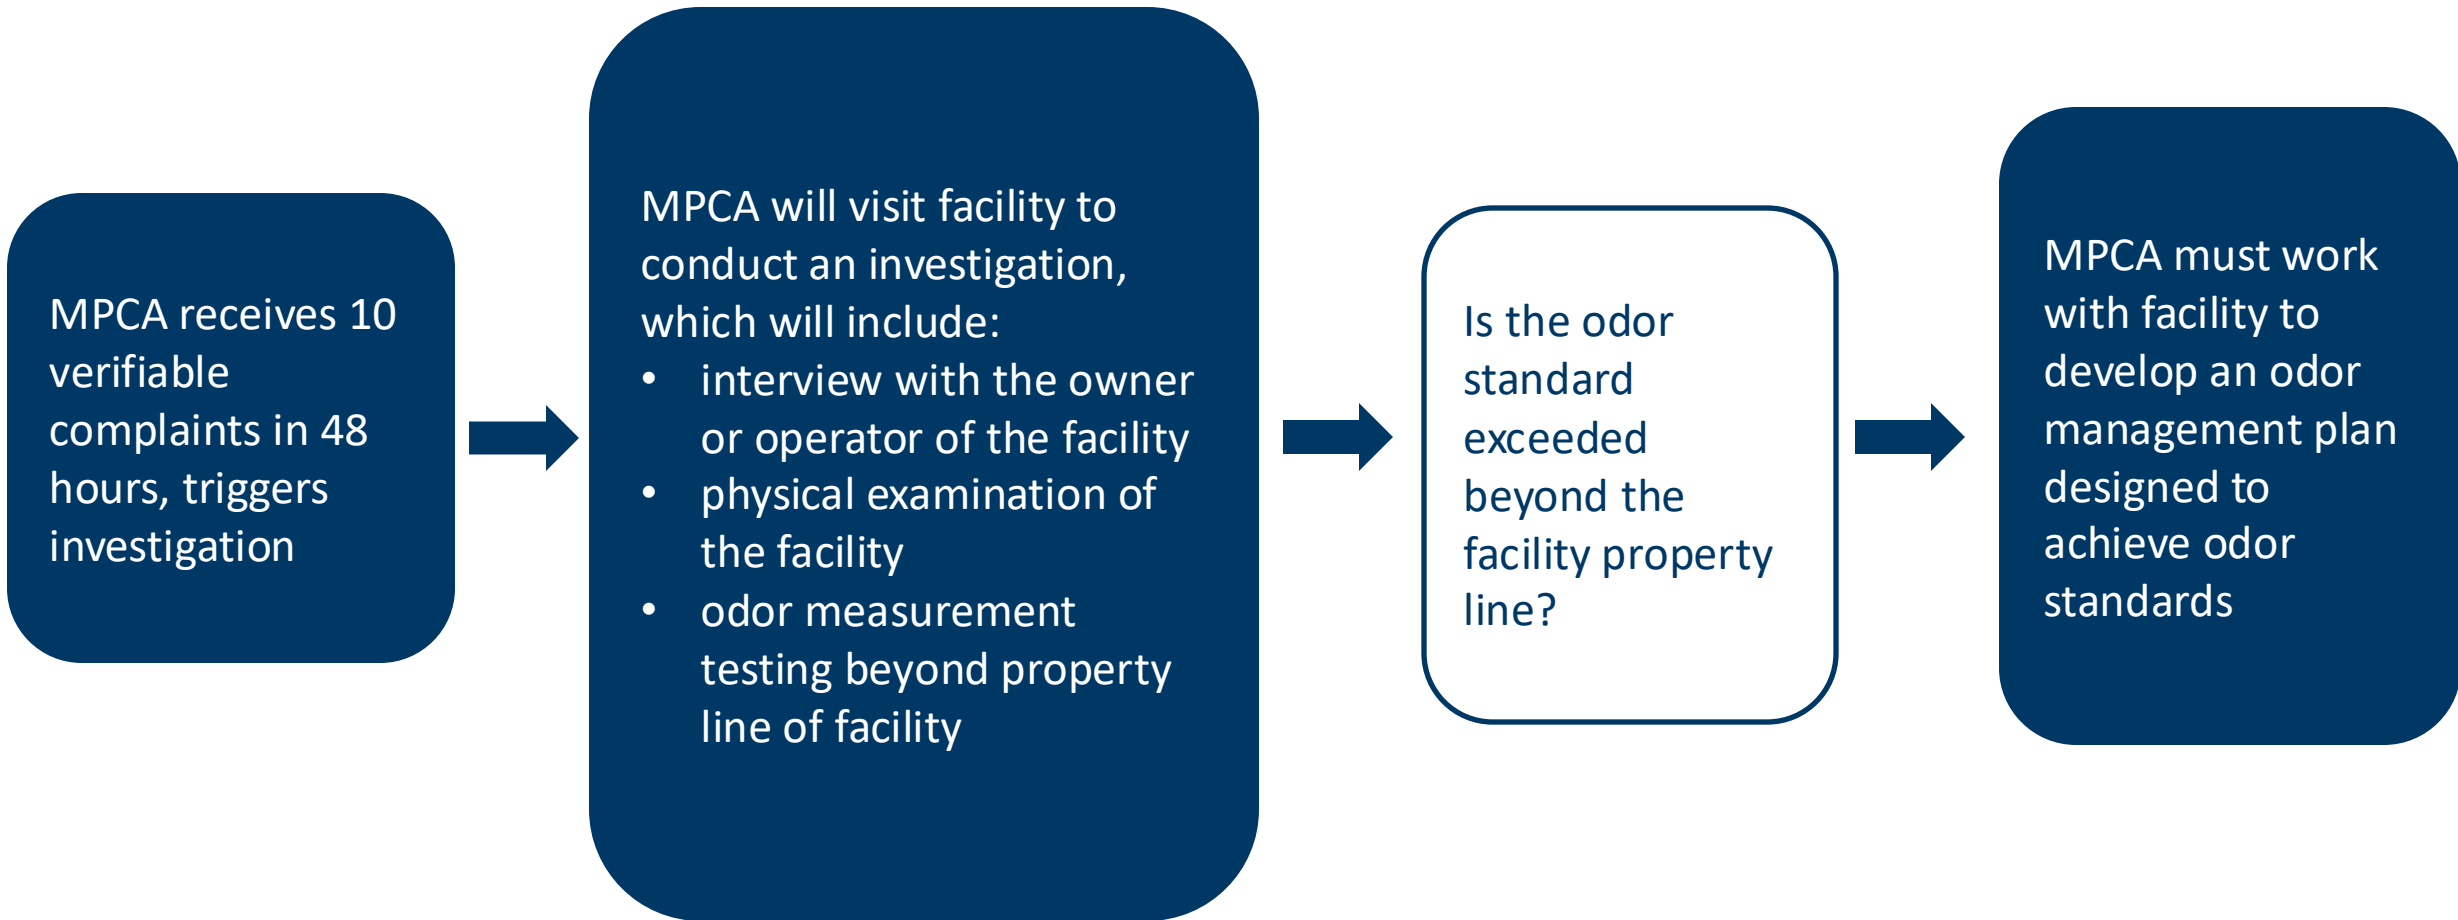 MPCA receives 10
verifiable
complaints in 48
hours, triggers
investigation
MPCA will visit facility to
conduct an investigation,
which will include:
• interview with the owner
or operator of the facility
• physical examination of
the facility
• odor measurement
testing beyond property
line of facility
Is the odor
standard
exceeded
beyond the
facility property
line?
MPCA must work
with facility to
develop an odor
management plan
designed to
achieve odor
standards